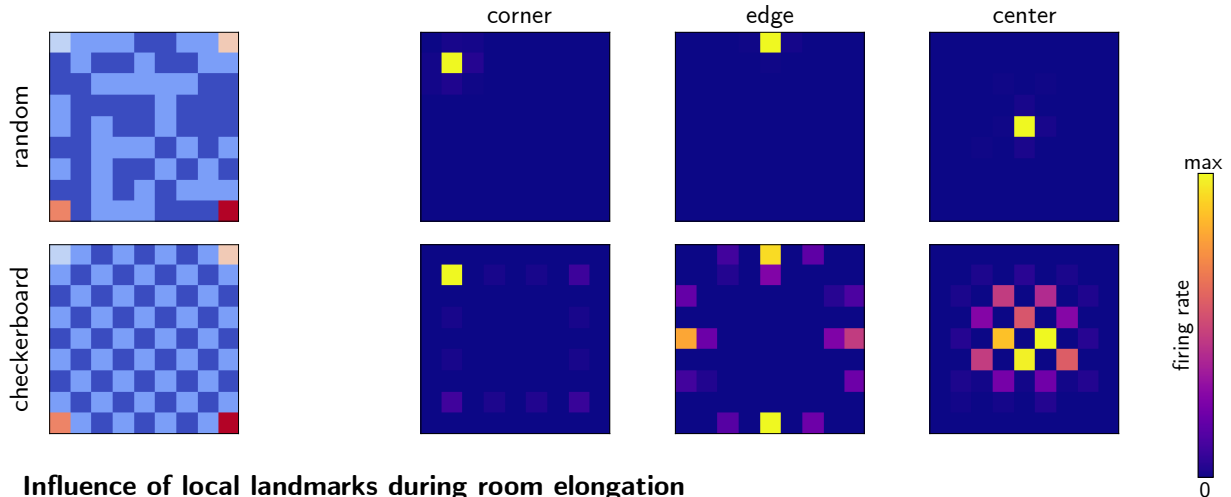 corner
edge
center
random
checkerboard
max
firing rate
0
Influence of local landmarks during room elongation